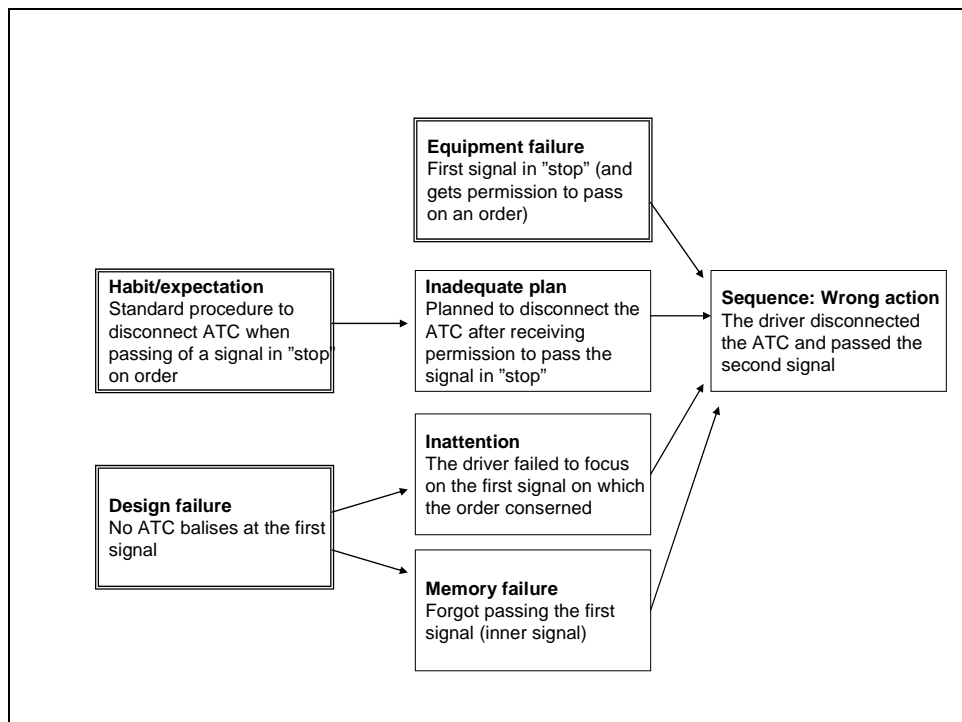 Equipment failure
First signal in ”stop” (and
gets permission to pass
on an order)
Habit/expectation
Standard procedure to
disconnect ATC when
passing of a signal in ”stop”
on order
Inadequate plan
Planned to disconnect the
ATC after receiving
permission to pass the
signal in ”stop”
Sequence: Wrong action
The driver disconnected
the ATC and passed the
second signal
Inattention
The driver failed to focus
on the first signal on which
the order conserned
Design failure
No ATC balises at the first
signal
Memory failure
Forgot passing the first
signal (inner signal)